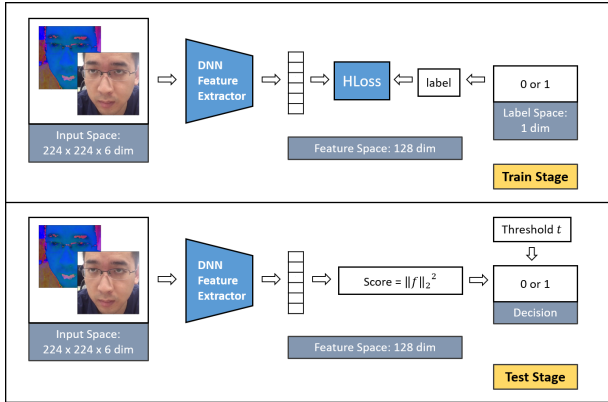 DNN
Feature
Extractor
HLoss
label
0 or 1
Input Space:
224 x 224 x 6 dim
Label Space:
1 dim
Feature Space: 128 dim
Train Stage
Threshold t
DNN
Feature
Extractor
Score = ‖f‖₂²
0 or 1
Input Space:
224 x 224 x 6 dim
Decision
Feature Space: 128 dim
Test Stage